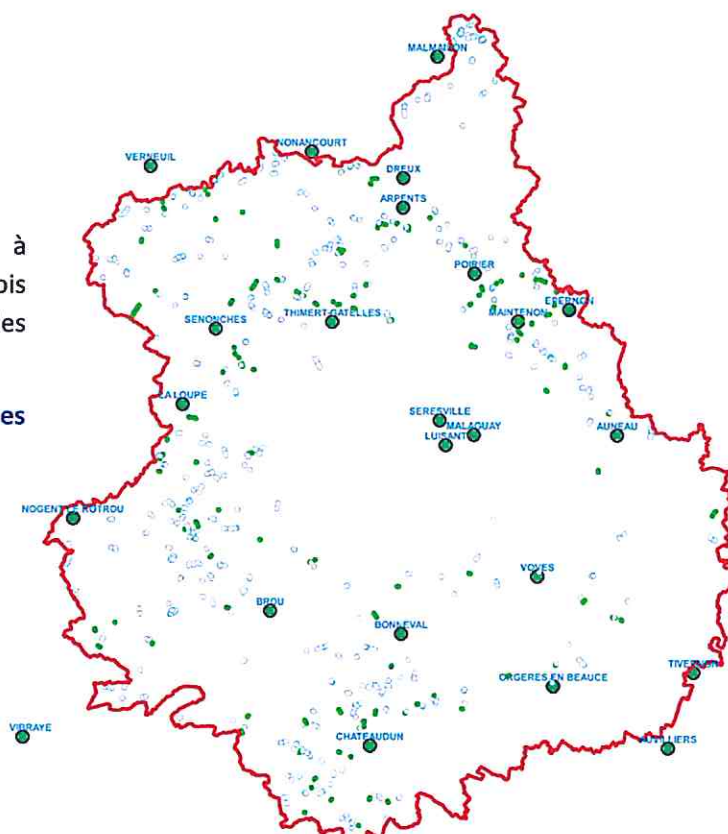 MALMAISON
NONANCOURT
VERNEUIL
DREUX
ARPENTS
à
ois
POIRIER
es
EPERNON
SENONCHES
THIMERT-GATELLES
MAINTENON
LA LOUPE
es
SERESVILLE
MALAGUAY
LUISANT
AUNEAU
NOGENT LE ROTROU
VOVES
BROU
BONNEVAL
TIVERNON
ORGERES EN BEAUCE
VIBRAYE
CHATEAUDUN
AUVILLIERS